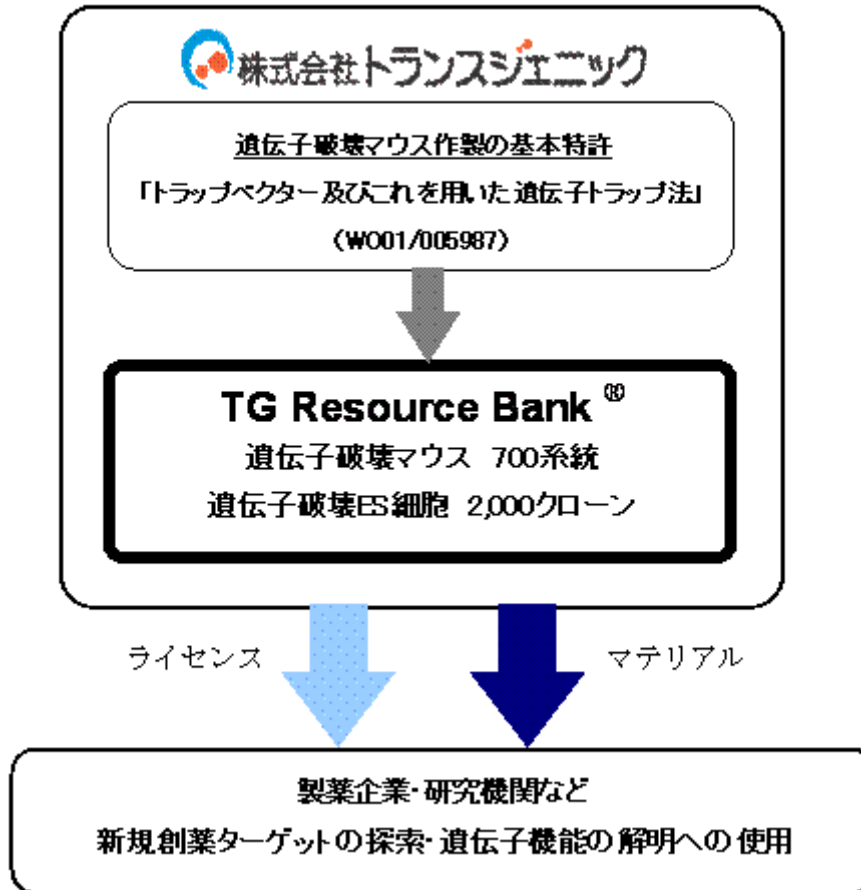 株式会社トランスジェニック
遺伝子破壊マウス作製の基本特許
「トラップベクター及びこれを用いた遺伝子トラップ法」
(WO01/005987)
TG Resource Bank ®
遺伝子破壊マウス 700系統
遺伝子破壊ES細胞 2,000クローン
ライセンス
マテリアル
製薬企業・研究機関など
新規創薬ターゲットの探索・遺伝子機能の解明への使用